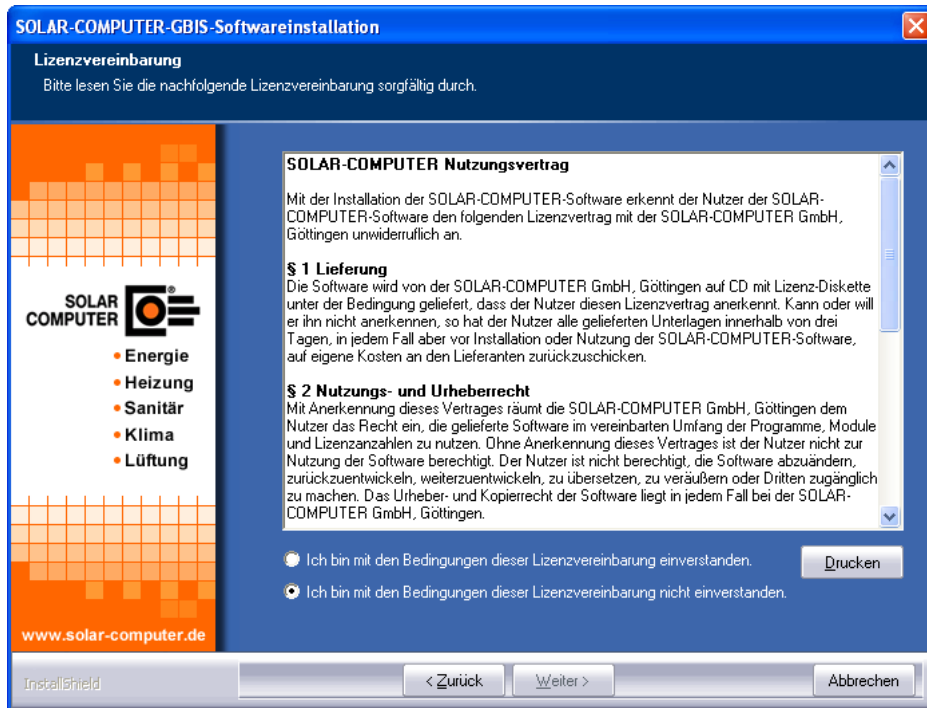 SOLAR-COMPUTER-GBIS-Softwareinstallation
Lizenzvereinbarung
Bitte lesen Sie die nachfolgende Lizenzvereinbarung sorgfältig durch.
SOLAR
COMPUTER
®
• Energie
• Heizung
• Sanitär
• Klima
• Lüftung
www.solar-computer.de
SOLAR-COMPUTER Nutzungsvertrag
Mit der Installation der SOLAR-COMPUTER-Software erkennt der Nutzer der SOLAR-
COMPUTER-Software den folgenden Lizenzvertrag mit der SOLAR-COMPUTER GmbH,
Göttingen unwiderruflich an.
§ 1 Lieferung
Die Software wird von der SOLAR-COMPUTER GmbH, Göttingen auf CD mit Lizenz-Diskette
unter der Bedingung geliefert, dass der Nutzer diesen Lizenzvertrag anerkennt. Kann oder will
er ihn nicht anerkennen, so hat der Nutzer alle gelieferten Unterlagen innerhalb von drei
Tagen, in jedem Fall aber vor Installation oder Nutzung der SOLAR-COMPUTER-Software,
auf eigene Kosten an den Lieferanten zurückzuschicken.
§ 2 Nutzungs- und Urheberrecht
Mit Anerkennung dieses Vertrages räumt die SOLAR-COMPUTER GmbH, Göttingen dem
Nutzer das Recht ein, die gelieferte Software im vereinbarten Umfang der Programme, Module
und Lizenzanzahlen zu nutzen. Ohne Anerkennung dieses Vertrages ist der Nutzer nicht zur
Nutzung der Software berechtigt. Der Nutzer ist nicht berechtigt, die Software abzuändern,
zurückzuentwickeln, weiterzuentwickeln, zu übersetzen, zu veräußern oder Dritten zugänglich
zu machen. Das Urheber- und Kopierrecht der Software liegt in jedem Fall bei der SOLAR-
COMPUTER GmbH, Göttingen.
Ich bin mit den Bedingungen dieser Lizenzvereinbarung einverstanden.
Drucken
Ich bin mit den Bedingungen dieser Lizenzvereinbarung nicht einverstanden.
InstallShield
< Zurück
Weiter >
Abbrechen